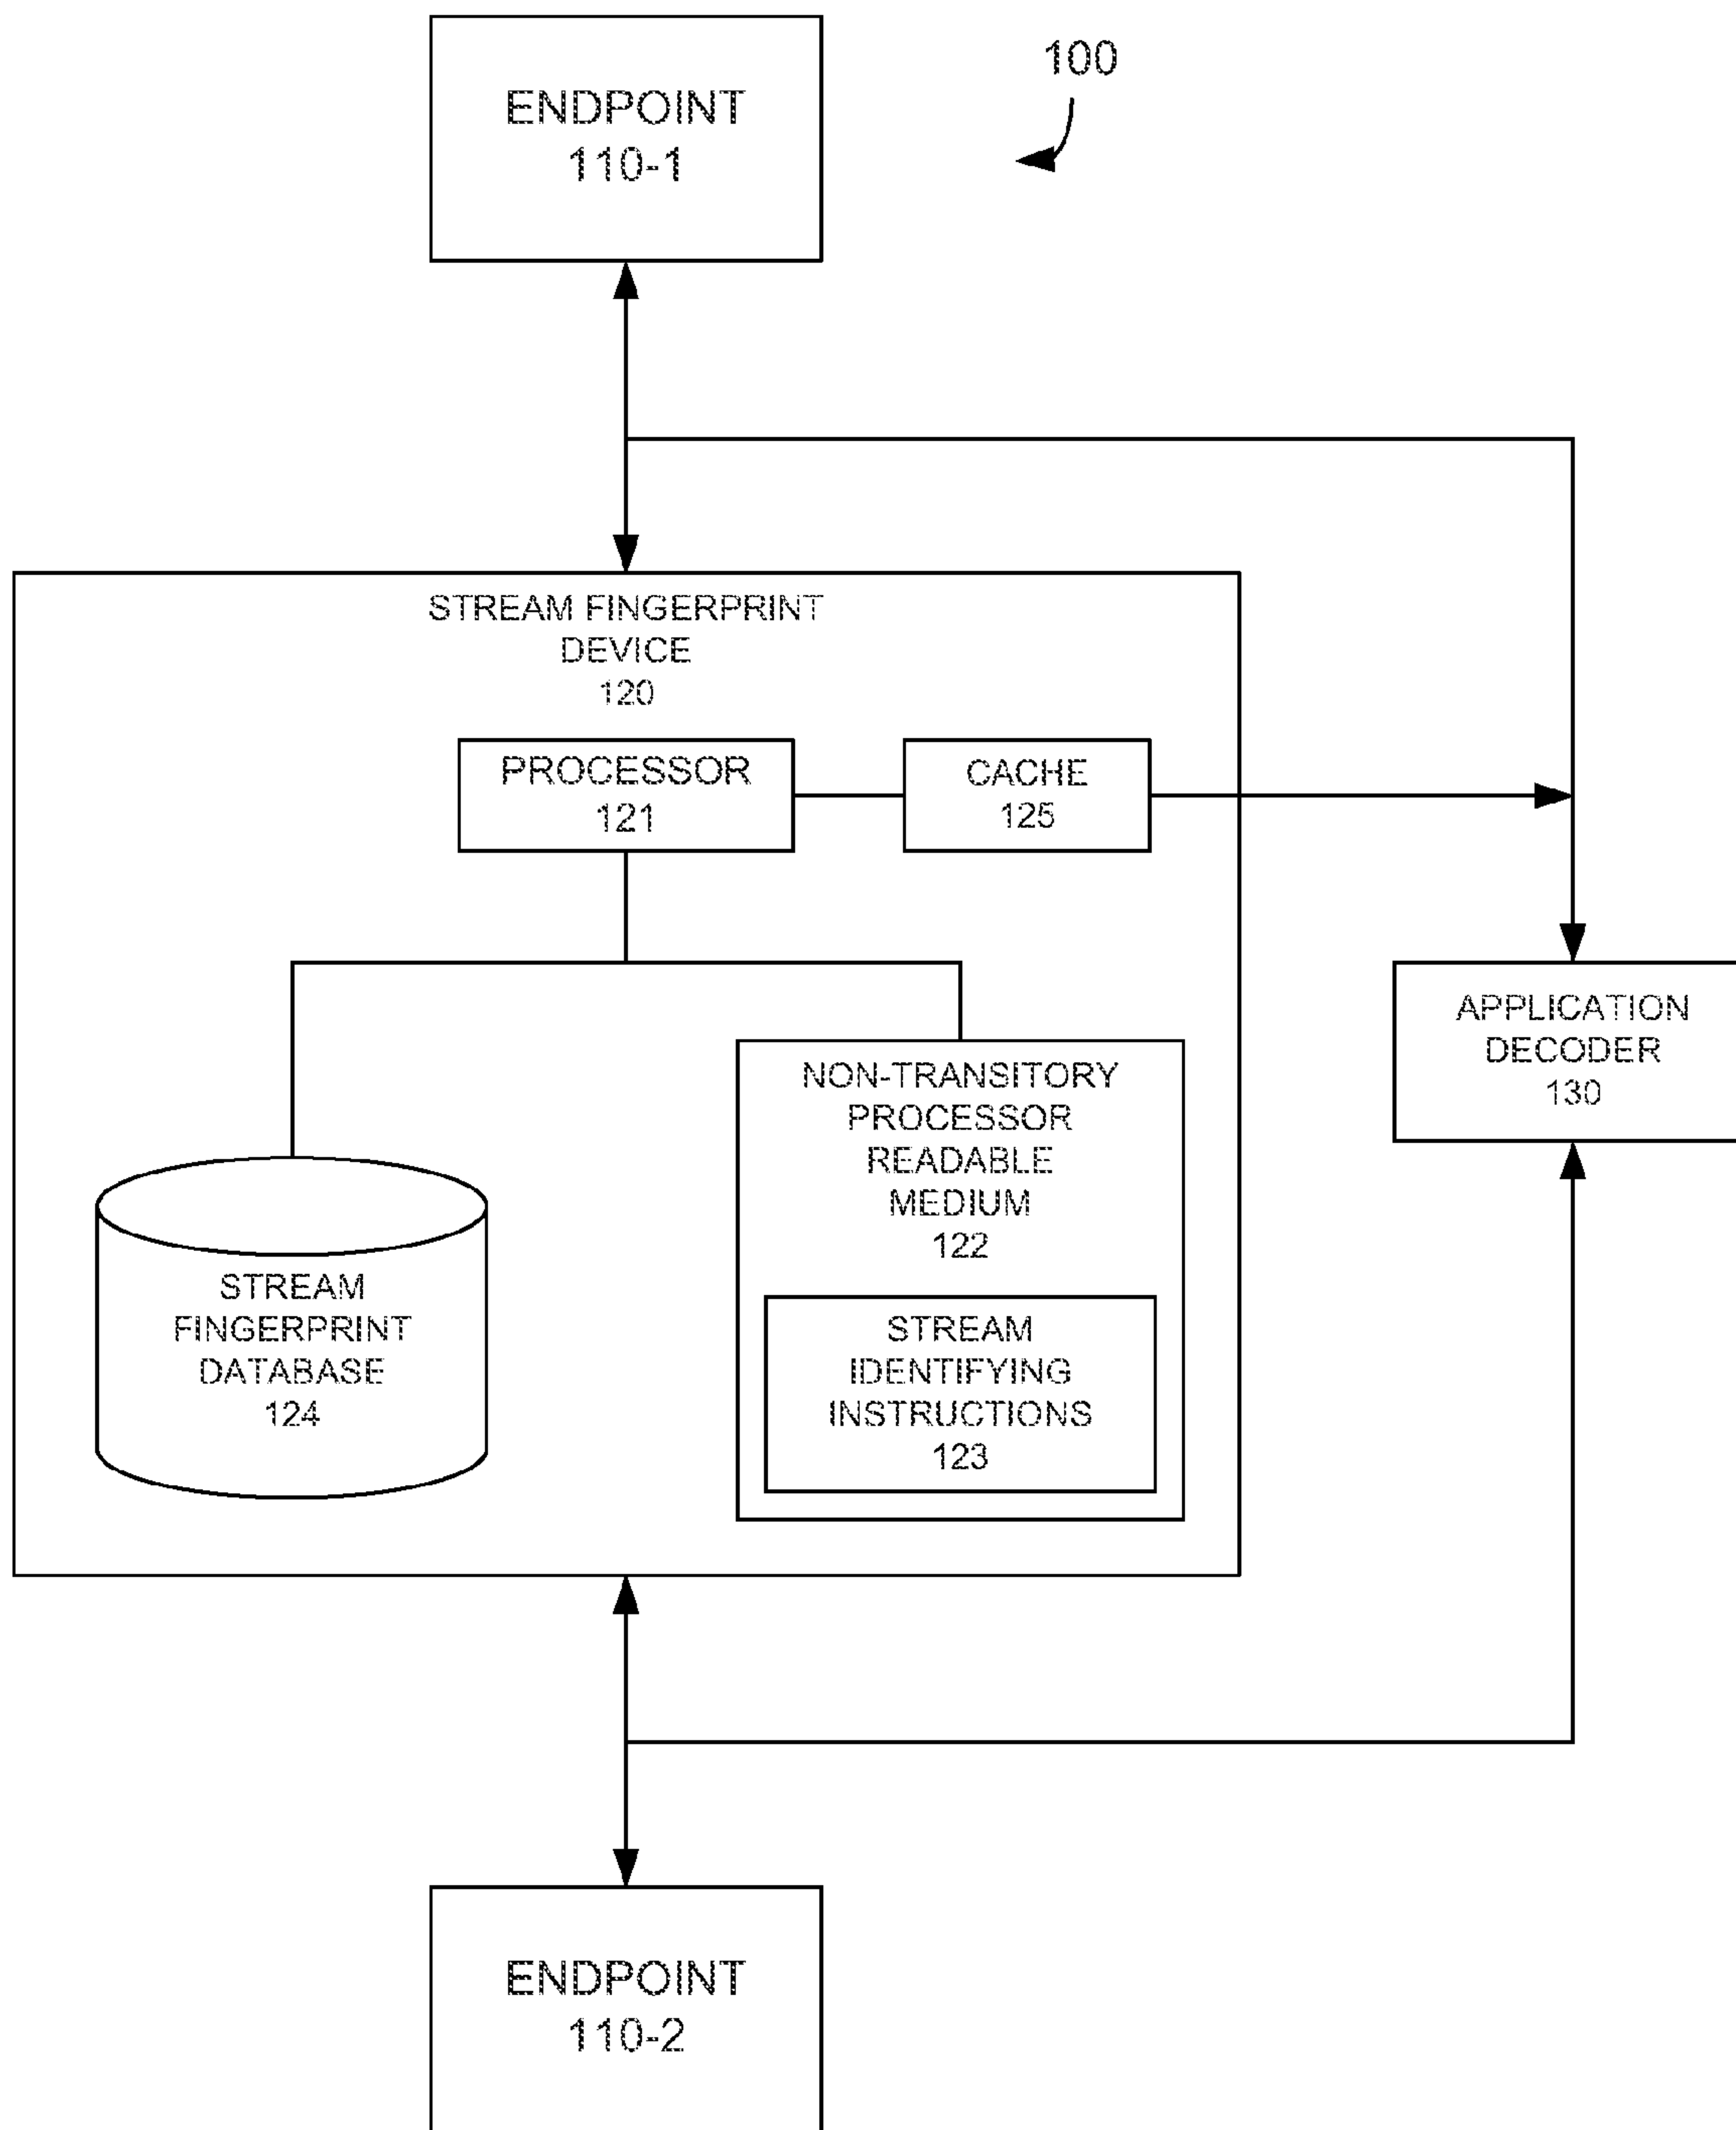 ENDPOINT
110-1
100
STREAM FINGERPRINT
DEVICE
120
PROCESSOR
121
CACHE
125
APPLICATION
DECODER
130
NON-TRANSITORY
PROCESSOR
READABLE
MEDIUM
122
STREAM
FINGERPRINT
DATABASE
124
STREAM
IDENTIFYING
INSTRUCTIONS
123
ENDPOINT
110-2